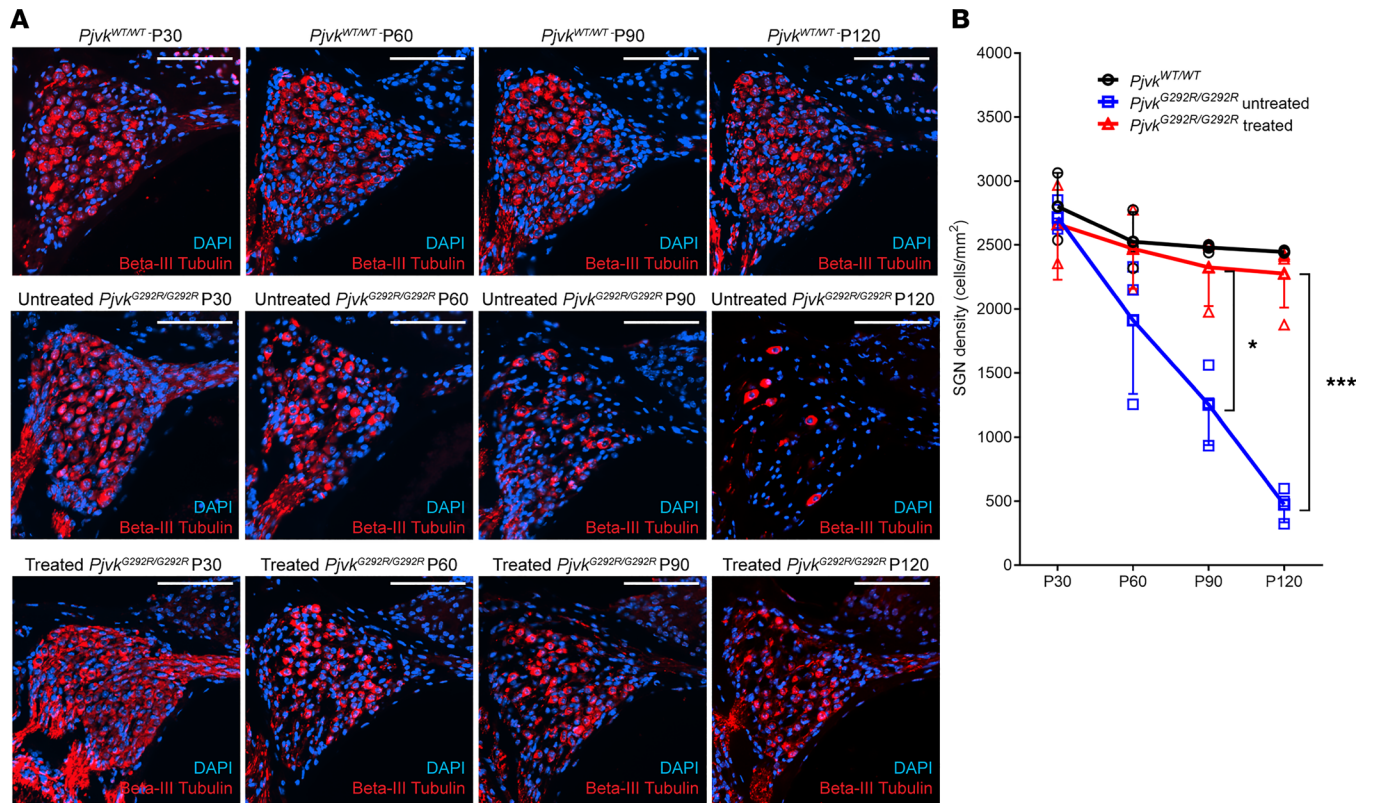 A
Pjvk^WT/WT -P30
Pjvk^WT/WT -P60
Pjvk^WT/WT -P90
Pjvk^WT/WT -P120
DAPI
Beta-III Tubulin
DAPI
Beta-III Tubulin
DAPI
Beta-III Tubulin
DAPI
Beta-III Tubulin
Untreated Pjvk^G292R/G292R P30
Untreated Pjvk^G292R/G292R P60
Untreated Pjvk^G292R/G292R P90
Untreated Pjvk^G292R/G292R P120
DAPI
Beta-III Tubulin
DAPI
Beta-III Tubulin
DAPI
Beta-III Tubulin
DAPI
Beta-III Tubulin
Treated Pjvk^G292R/G292R P30
Treated Pjvk^G292R/G292R P60
Treated Pjvk^G292R/G292R P90
Treated Pjvk^G292R/G292R P120
DAPI
Beta-III Tubulin
DAPI
Beta-III Tubulin
DAPI
Beta-III Tubulin
DAPI
Beta-III Tubulin
B
Pjvk^WT/WT
Pjvk^G292R/G292R untreated
Pjvk^G292R/G292R treated
SGN density (cells/mm²)
4000
3500
3000
2500
2000
1500
1000
500
0
*
***
P30
P60
P90
P120